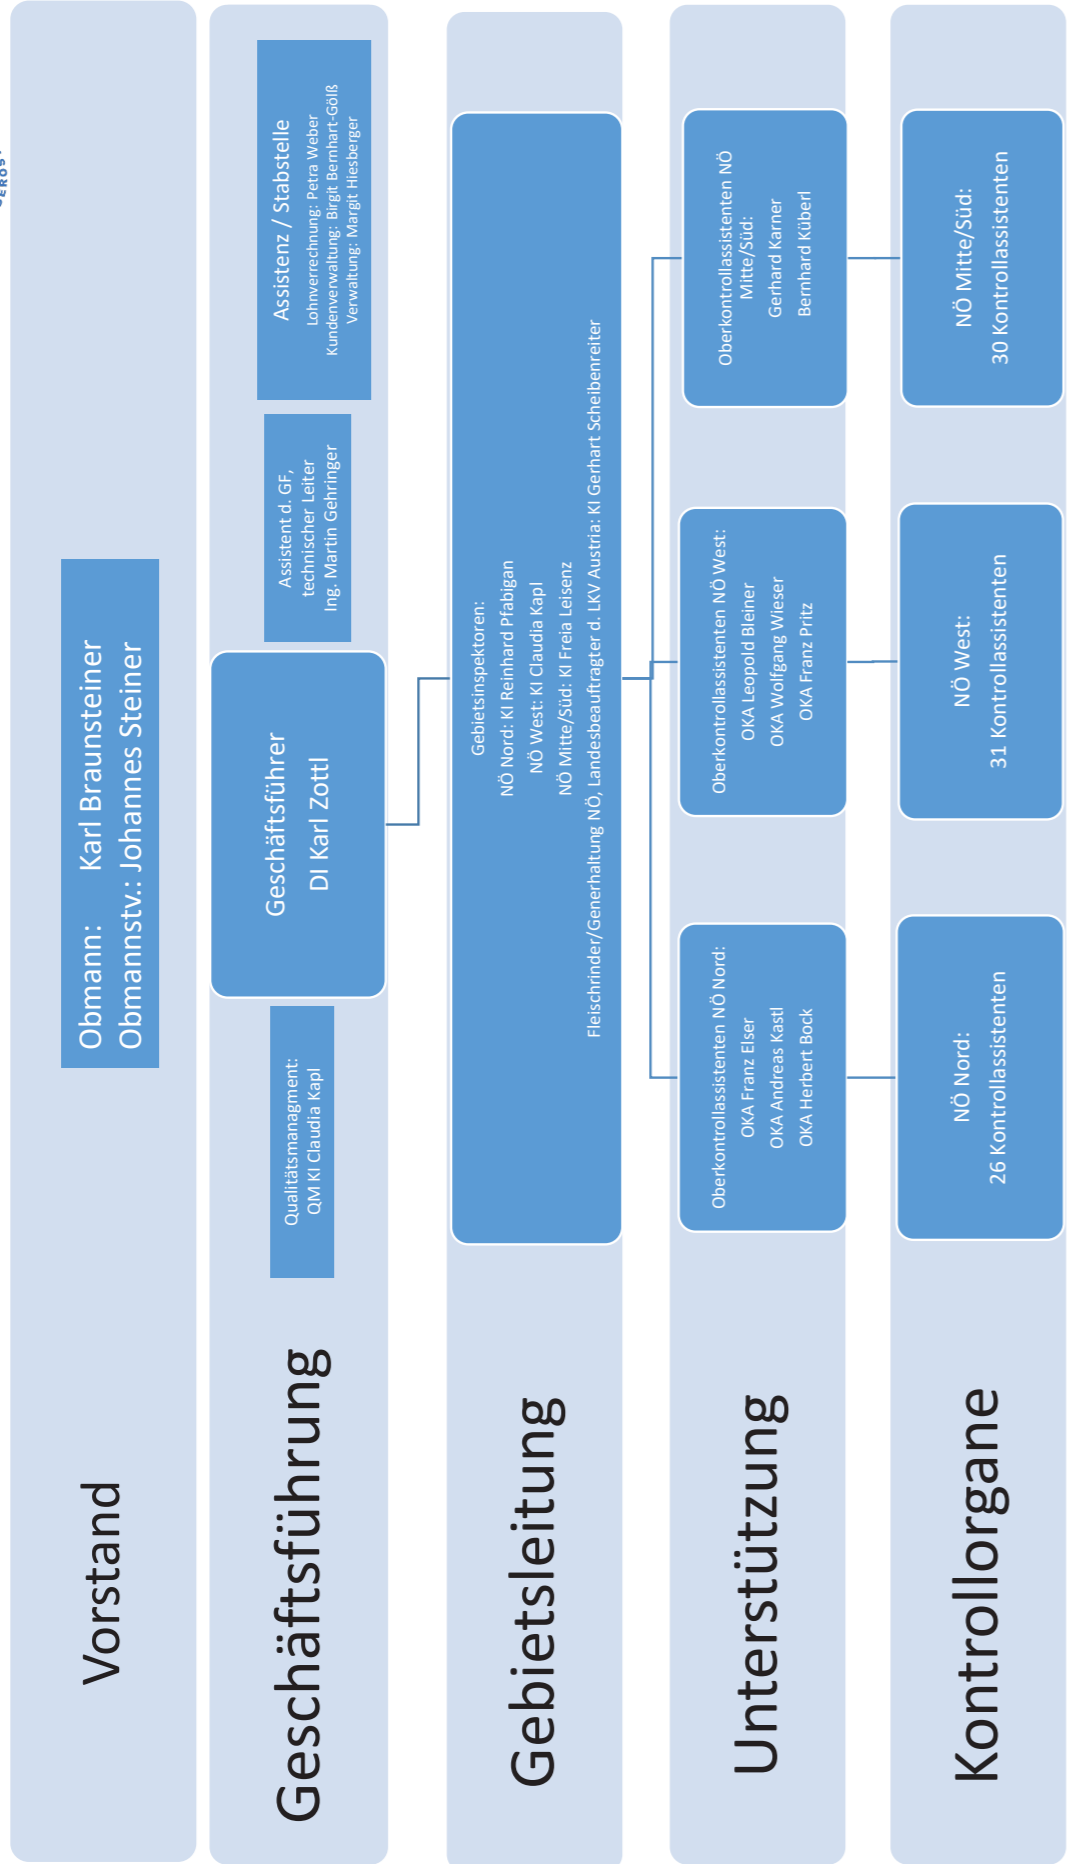 Vorstand
Obmann: Karl Braunsteiner
Obmannstv.: Johannes Steiner
Geschäftsführung
Qualitätsmanagment:
QM KI Claudia Kapl
Geschäftsführer
DI Karl Zottl
Assistent d. GF,
technischer Leiter
Ing. Martin Gehringer
Assistenz / Stabstelle
Lohnverrechnung: Petra Weber
Kundenverwaltung: Birgit Bernhart-Gölß
Verwaltung: Margit Hiesberger
Gebietsleitung
Gebietsinspektoren:
NÖ Nord: KI Reinhard Pfabigan
NÖ West: KI Claudia Kapl
NÖ Mitte/Süd: KI Freia Leisenz
Fleischrinder/Generhaltung NÖ, Landesbeauftragter d. LKV Austria: KI Gerhart Scheibenreiter
Unterstützung
Oberkontrollassistenten NÖ Nord:
OKA Franz Elser
OKA Andreas Kastl
OKA Herbert Bock
Oberkontrollassistenten NÖ West:
OKA Leopold Bleiner
OKA Wolfgang Wieser
OKA Franz Pritz
Oberkontrollassistenten NÖ
Mitte/Süd:
Gerhard Karner
Bernhard Küberl
Kontrollorgane
NÖ Nord:
26 Kontrollassistenten
NÖ West:
31 Kontrollassistenten
NÖ Mitte/Süd:
30 Kontrollassistenten